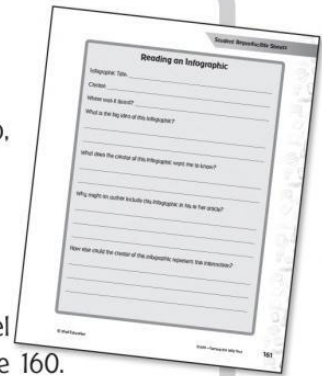 Student Reproducible Sheets
Reading an Infographic
Infographic Title:
Creator:
Where was it found?
What is the big idea of this infographic?
What does the creator of this infographic want me to know?
Why might an author include this infographic in his or her article?
How else could the creator of this infographic represent the information?
161
el
e 160.